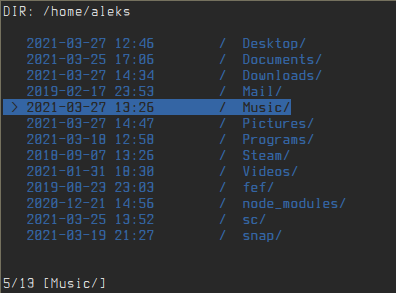 DIR: /home/aleks
2021-03-27 12:46 / Desktop/
2021-03-25 17:06 / Documents/
2021-03-27 14:34 / Downloads/
2019-02-17 23:53 / Mail/
> 2021-03-27 13:26 / Music/
2021-03-27 14:47 / Pictures/
2021-03-18 12:58 / Programs/
2018-09-07 13:26 / Steam/
2021-01-31 18:30 / Videos/
2019-08-23 23:03 / fef/
2020-12-21 14:56 / node_modules/
2021-03-25 13:52 / sc/
2021-03-19 21:27 / snap/
5/13 [Music/]